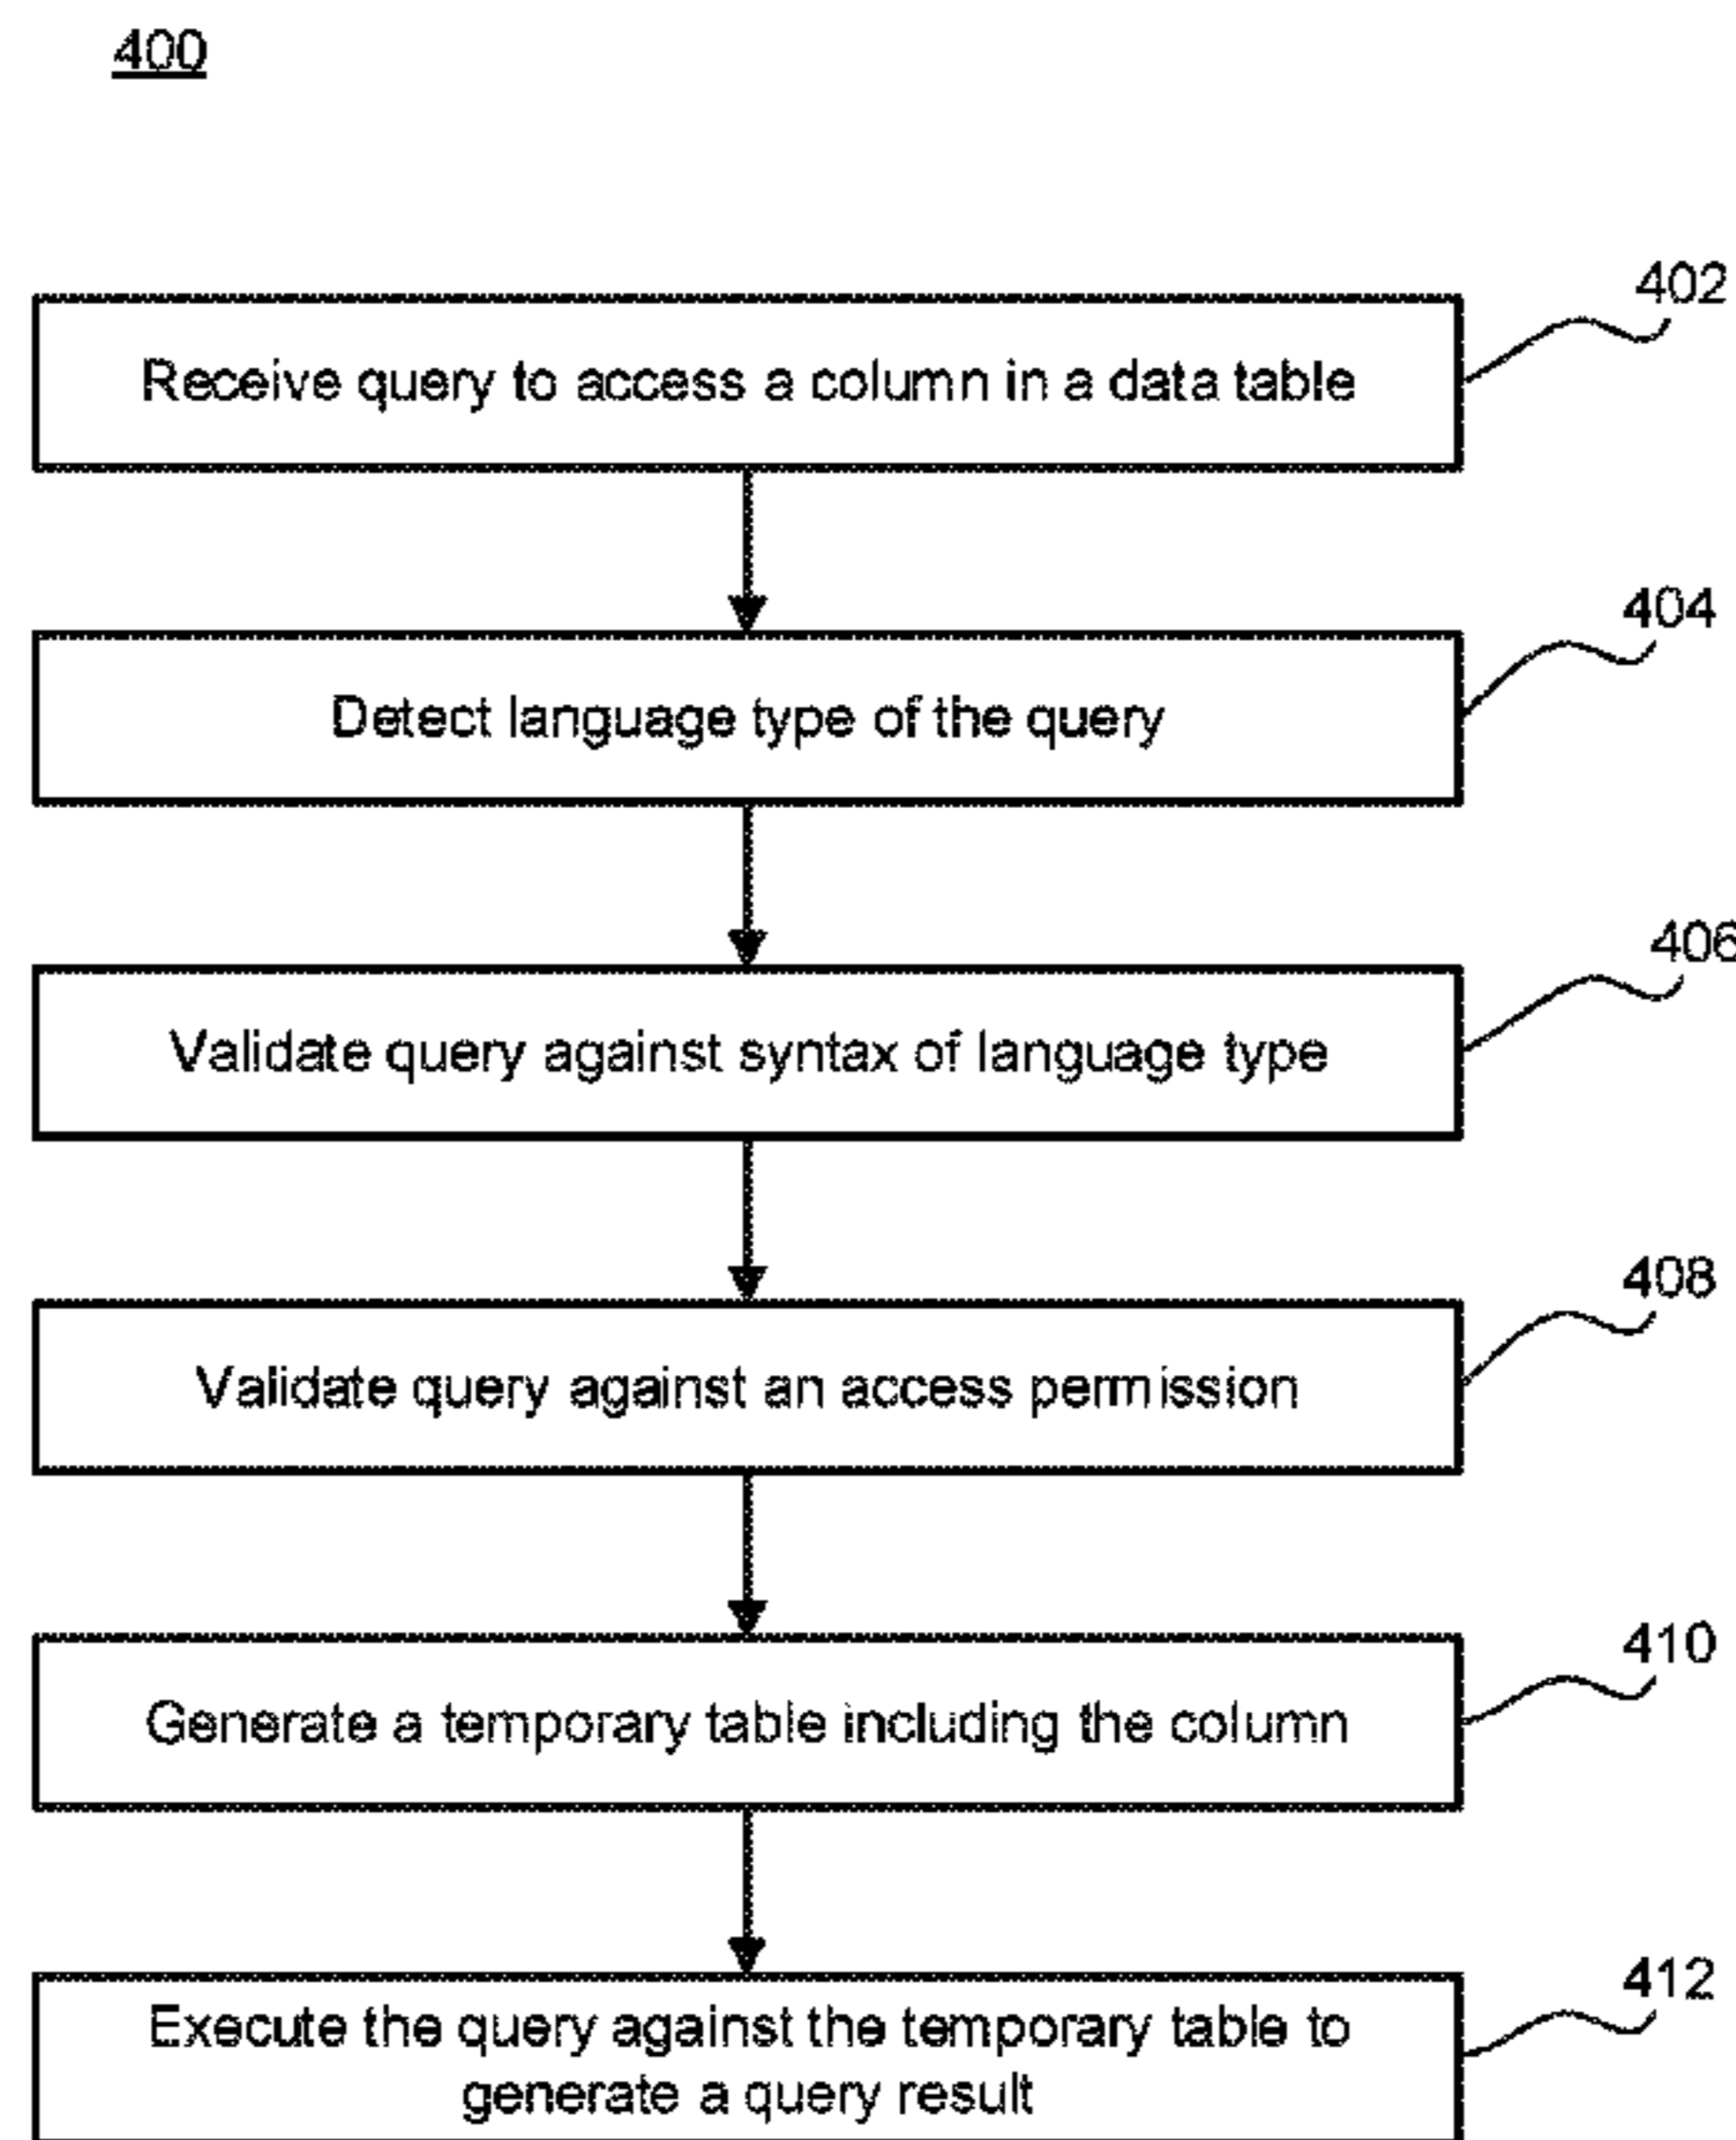 400
402
Receive query to access a column in a data table
404
Detect language type of the query
406
Validate query against syntax of language type
408
Validate query against an access permission
410
Generate a temporary table including the column
412
Execute the query against the temporary table to
generate a query result